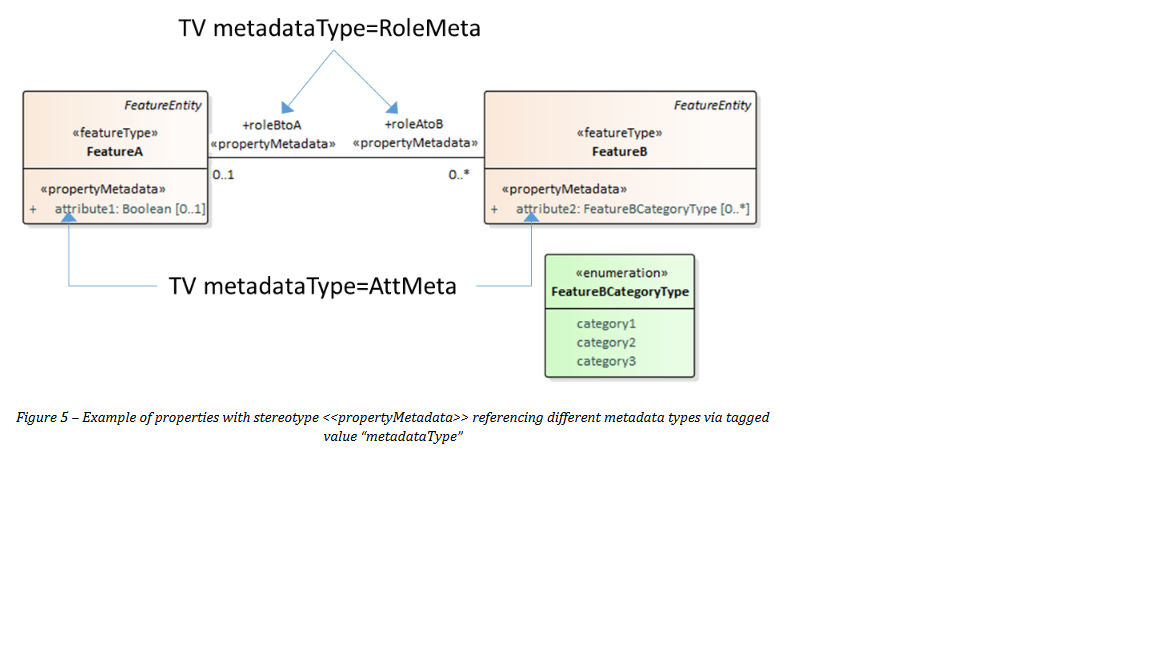 TV metadataType=RoleMeta
FeatureEntity
«featureType»
FeatureA
«propertyMetadata»
+ attribute1: Boolean [0..1]
+roleBtoA
«propertyMetadata»
0..1
+roleAtoB
«propertyMetadata»
0..*
FeatureEntity
«featureType»
FeatureB
«propertyMetadata»
+ attribute2: FeatureBCategoryType [0..*]
TV metadataType=AttMeta
«enumeration»
FeatureBCategoryType
category1
category2
category3
Figure 5 – Example of properties with stereotype <<propertyMetadata>> referencing different metadata types via tagged
value “metadataType”